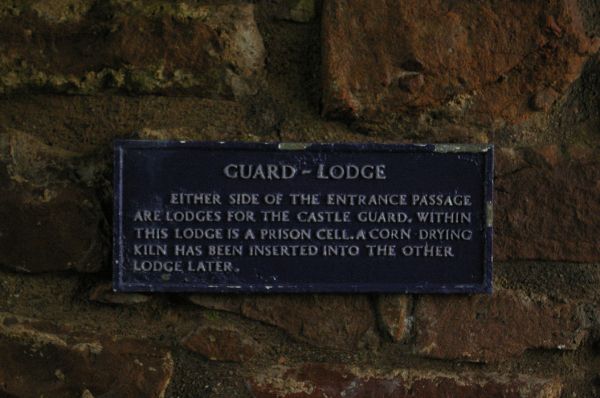 GUARD - LODGE
EITHER SIDE OF THE ENTRANCE PASSAGE
ARE LODGES FOR THE CASTLE GUARD. WITHIN
THIS LODGE IS A PRISON CELL. A CORN DRYING
KILN HAS BEEN INSERTED INTO THE OTHER
LODGE LATER.